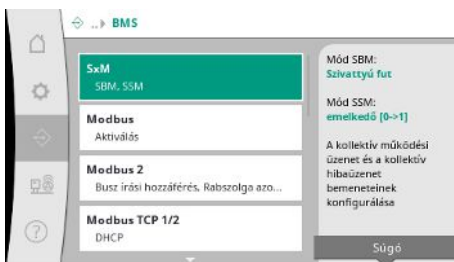 ..▸ BMS
SxM
SBM, SSM
Modbus
Aktiválás
Modbus 2
Busz írási hozzáférés, Rabszolga azo...
Modbus TCP 1/2
DHCP
Mód SBM:
Szivattyú fut
Mód SSM:
emelkedő [0->1]
A kollektív működési
üzenet és a kollektív
hibaüzenet
bemeneteinek
konfigurálása
Súgó